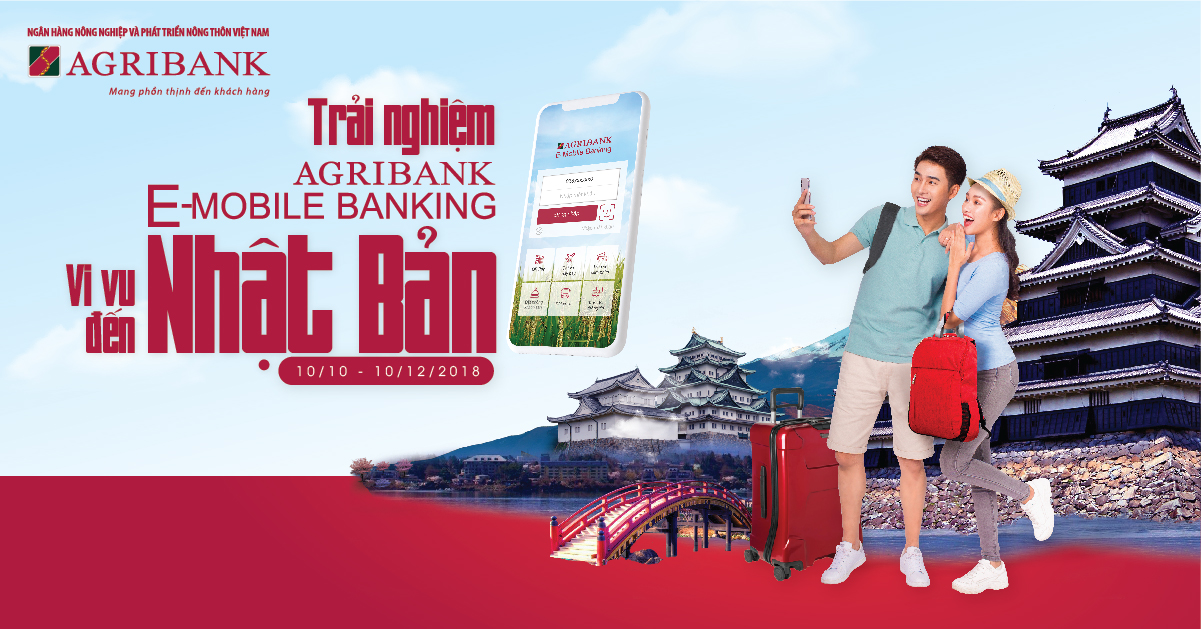 NGÂN HÀNG NÔNG NGHIỆP VÀ PHÁT TRIỂN NÔNG THÔN VIỆT NAM
AGRIBANK
Mang phồn thịnh đến khách hàng
Trải nghiệm
AGRIBANK
E-MOBILE BANKING
Vi vu
đến
Nhật Bản
10/10 - 10/12/2018
AGRIBANK
E-Mobile Banking